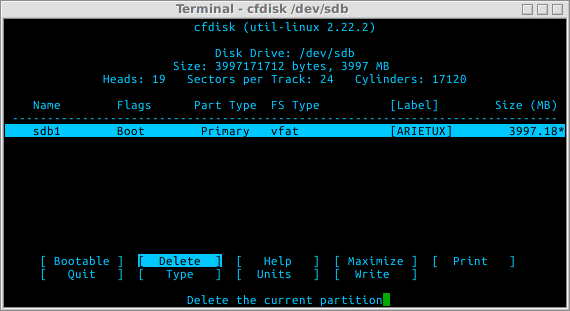 Terminal - cfdisk /dev/sdb
cfdisk (util-linux 2.22.2)
Disk Drive: /dev/sdb
Size: 3997171712 bytes, 3997 MB
Heads: 19 Sectors per Track: 24 Cylinders: 17120
Name Flags Part Type FS Type [Label] Size (MB)
sdb1 Boot Primary vfat [ARIETUX] 3997.18*
[ Bootable ] [ Delete ] [ Help ] [ Maximize ] [ Print ]
[ Quit ] [ Type ] [ Units ] [ Write ]
Delete the current partition